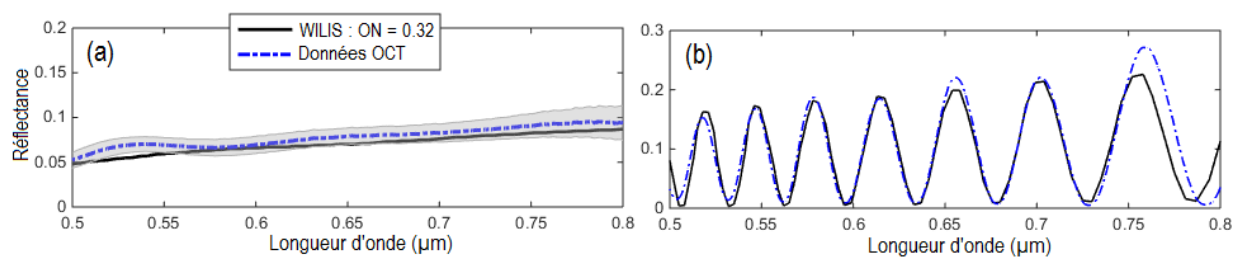 (a)
WILIS : ON = 0.32
Données OCT
Réflectance
0.2
0.15
0.1
0.05
0
0.5 0.55 0.6 0.65 0.7 0.75 0.8
Longueur d'onde (µm)
(b)
0.3
0.2
0.1
0
0.5 0.55 0.6 0.65 0.7 0.75 0.8
Longueur d'onde (µm)